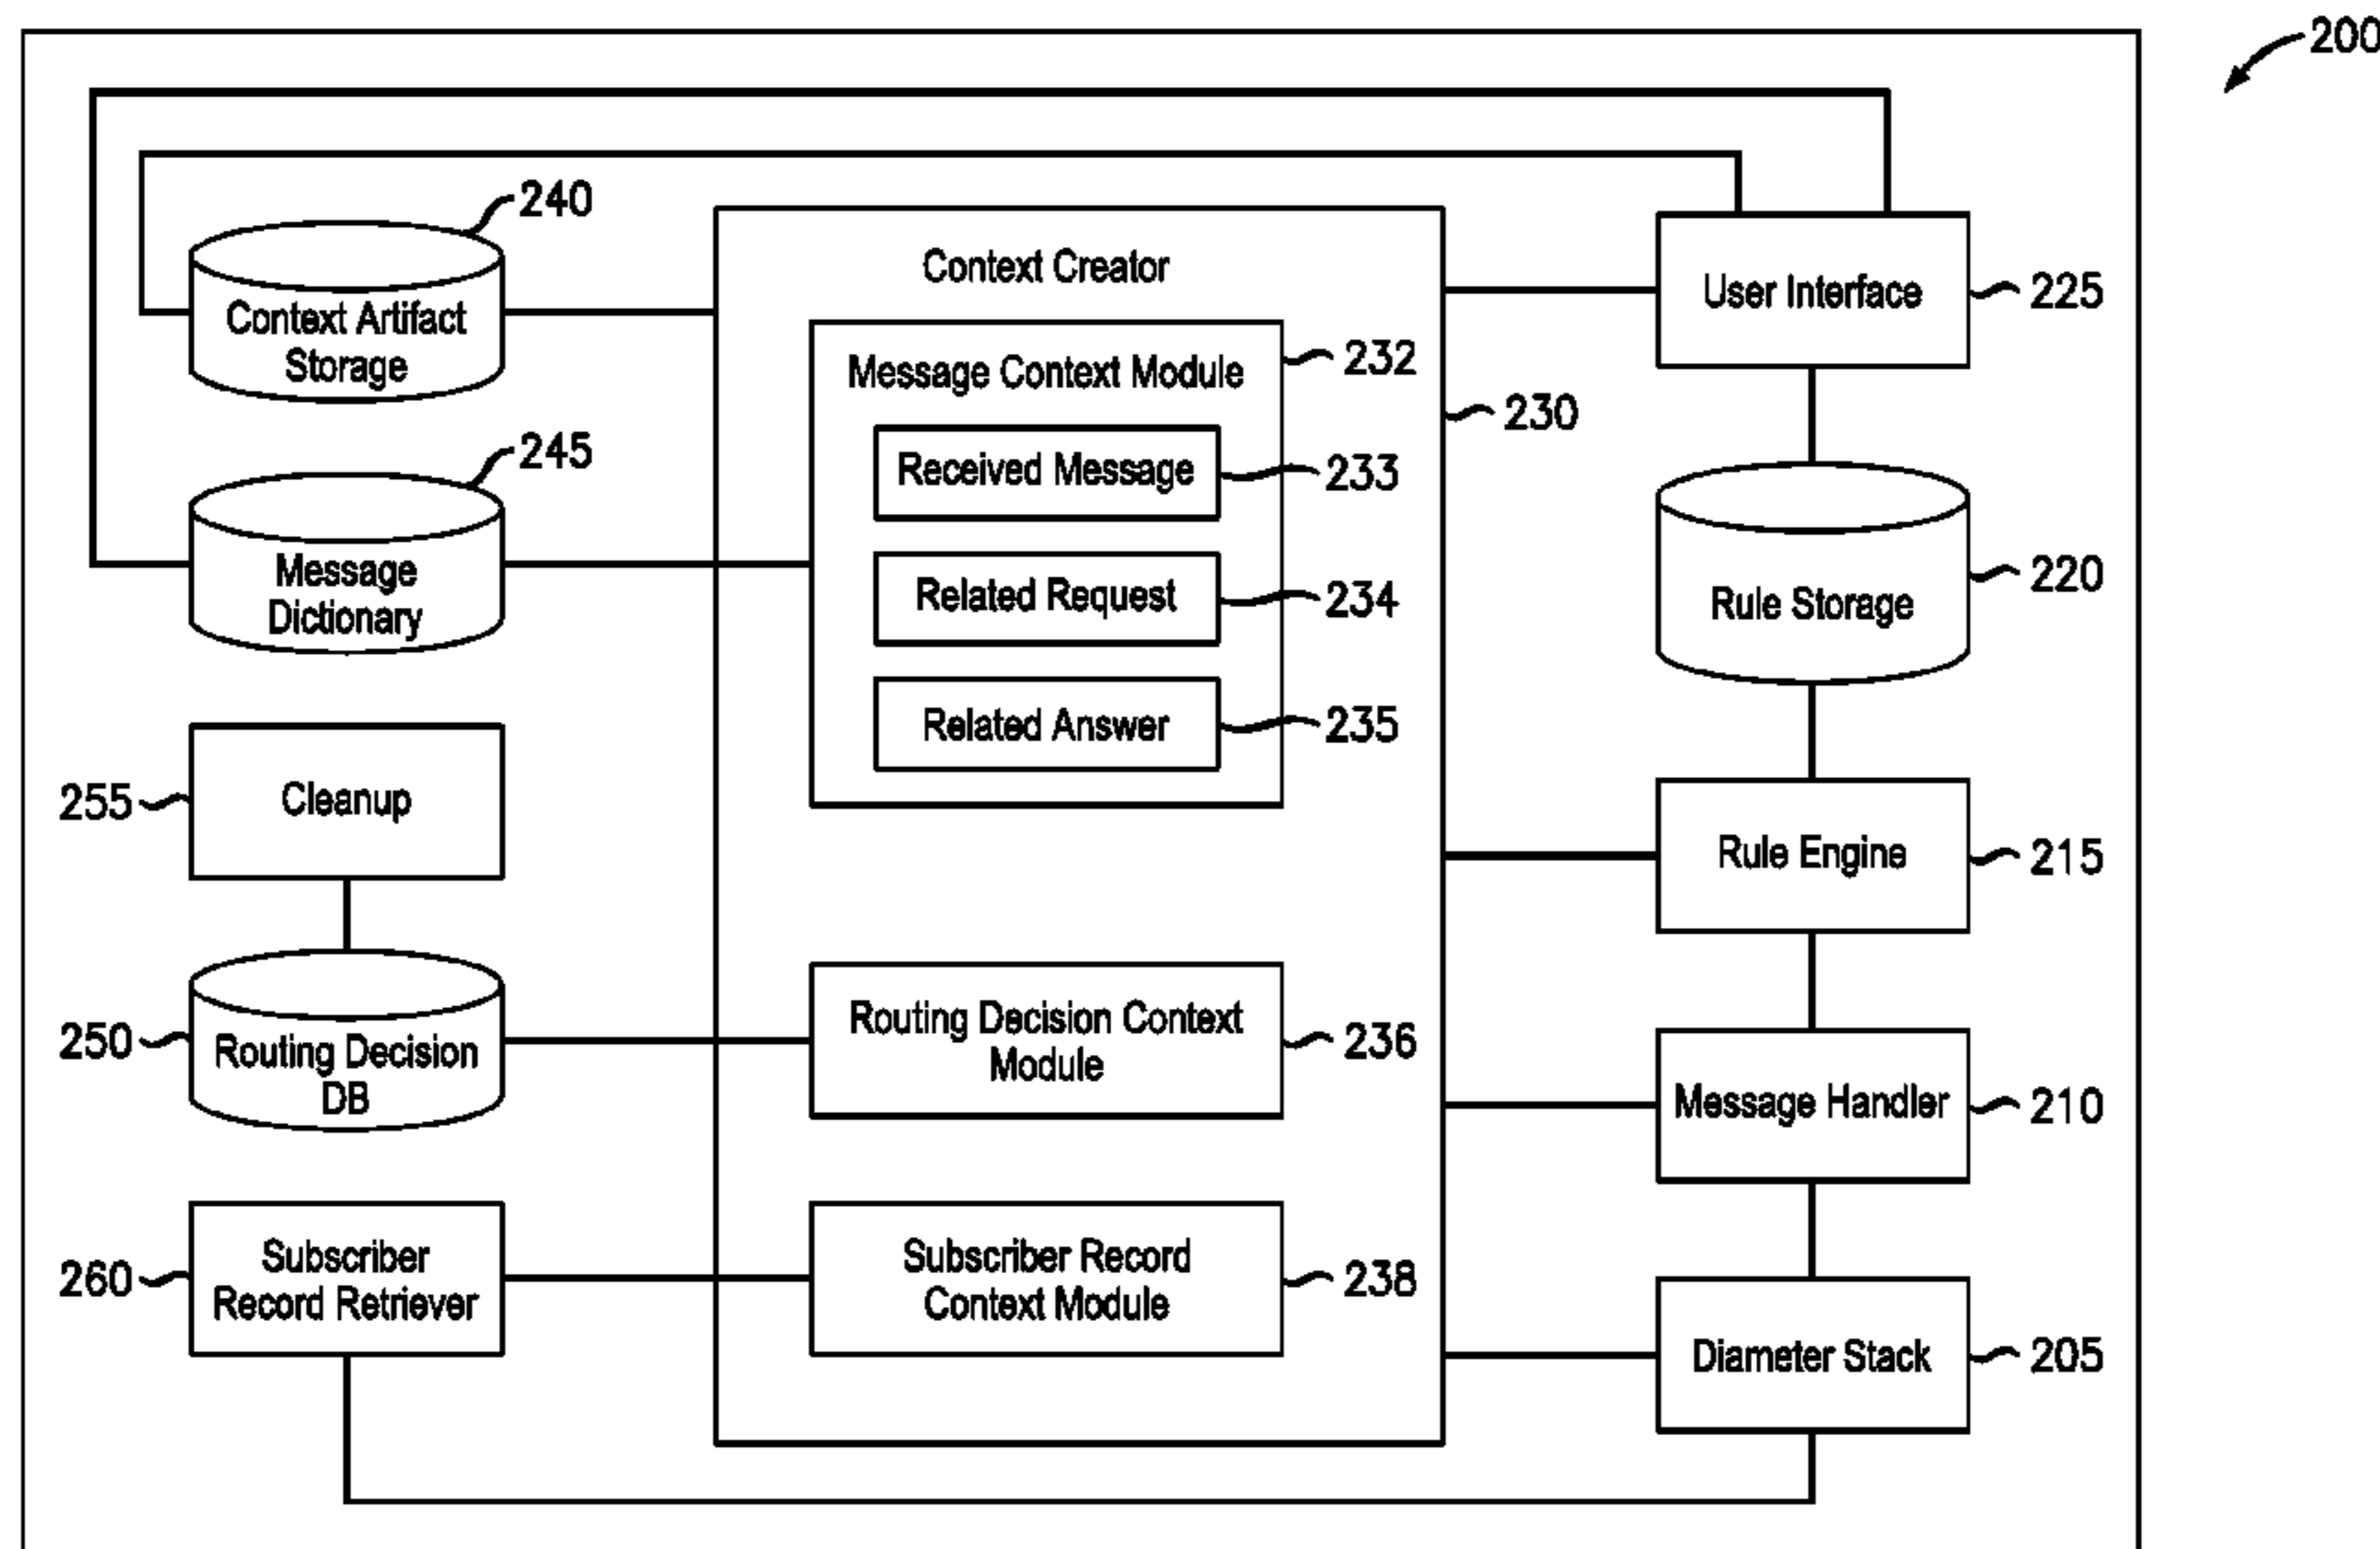 200
240
Context Creator
User Interface
225
Context Artifact
Storage
232
Message Context Module
230
245
Received Message
233
Message
Dictionary
Related Request
234
Rule Storage
220
Related Answer
235
255
Cleanup
Rule Engine
215
250
Routing Decision
DB
Routing Decision Context
Module
236
Message Handler
210
260
Subscriber
Record Retriever
Subscriber Record
Context Module
238
Diameter Stack
205